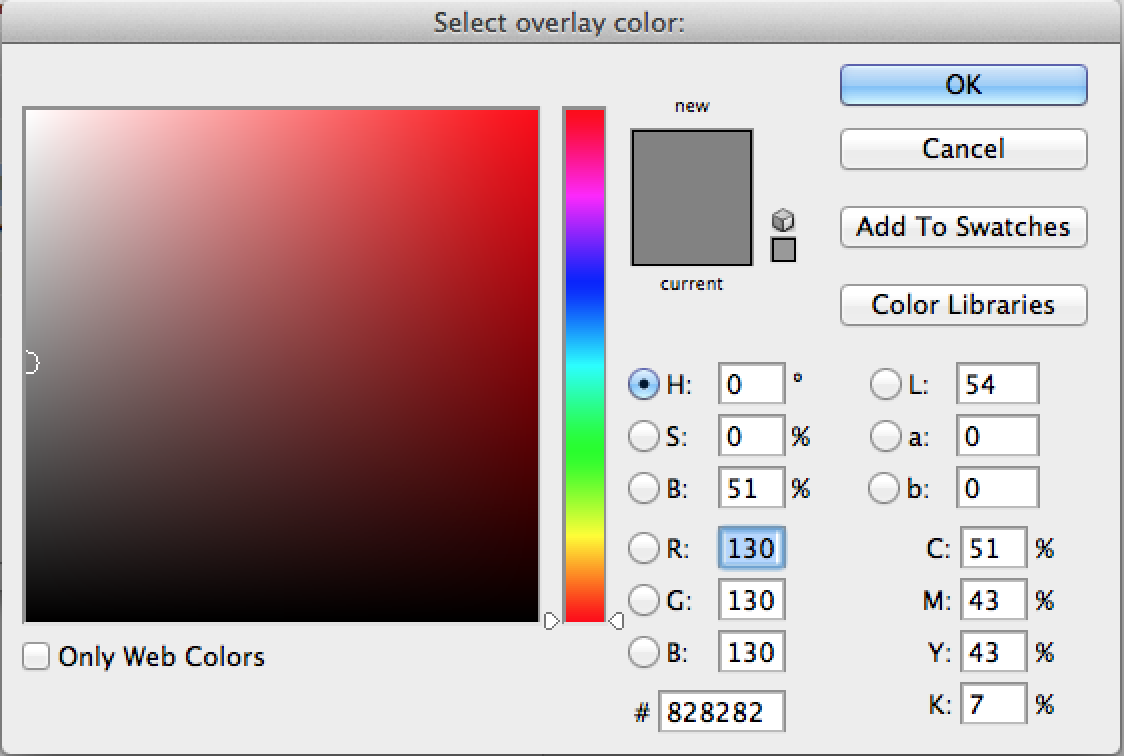 Select overlay color:
new
current
OK
Cancel
Add To Swatches
Color Libraries
H: 0 °
S: 0 %
B: 51 %
R: 130
G: 130
B: 130
# 828282
L: 54
a: 0
b: 0
C: 51 %
M: 43 %
Y: 43 %
K: 7 %
Only Web Colors